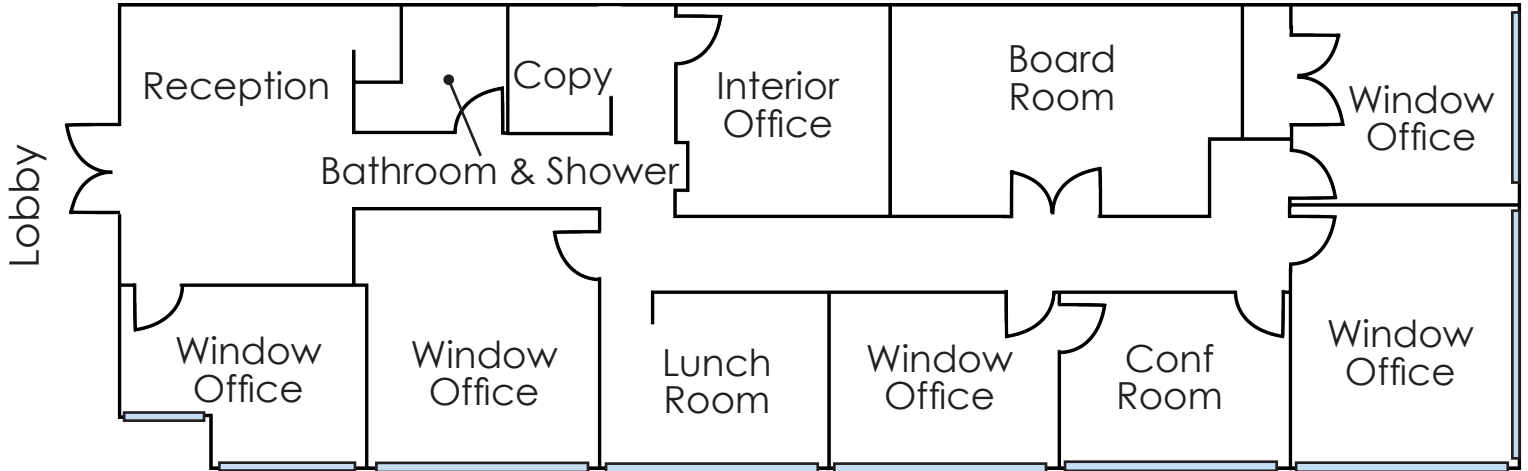 Lobby
Reception
Copy
Bathroom & Shower
Interior
Office
Board
Room
Window
Office
Window
Office
Window
Office
Lunch
Room
Window
Office
Conf
Room
Window
Office